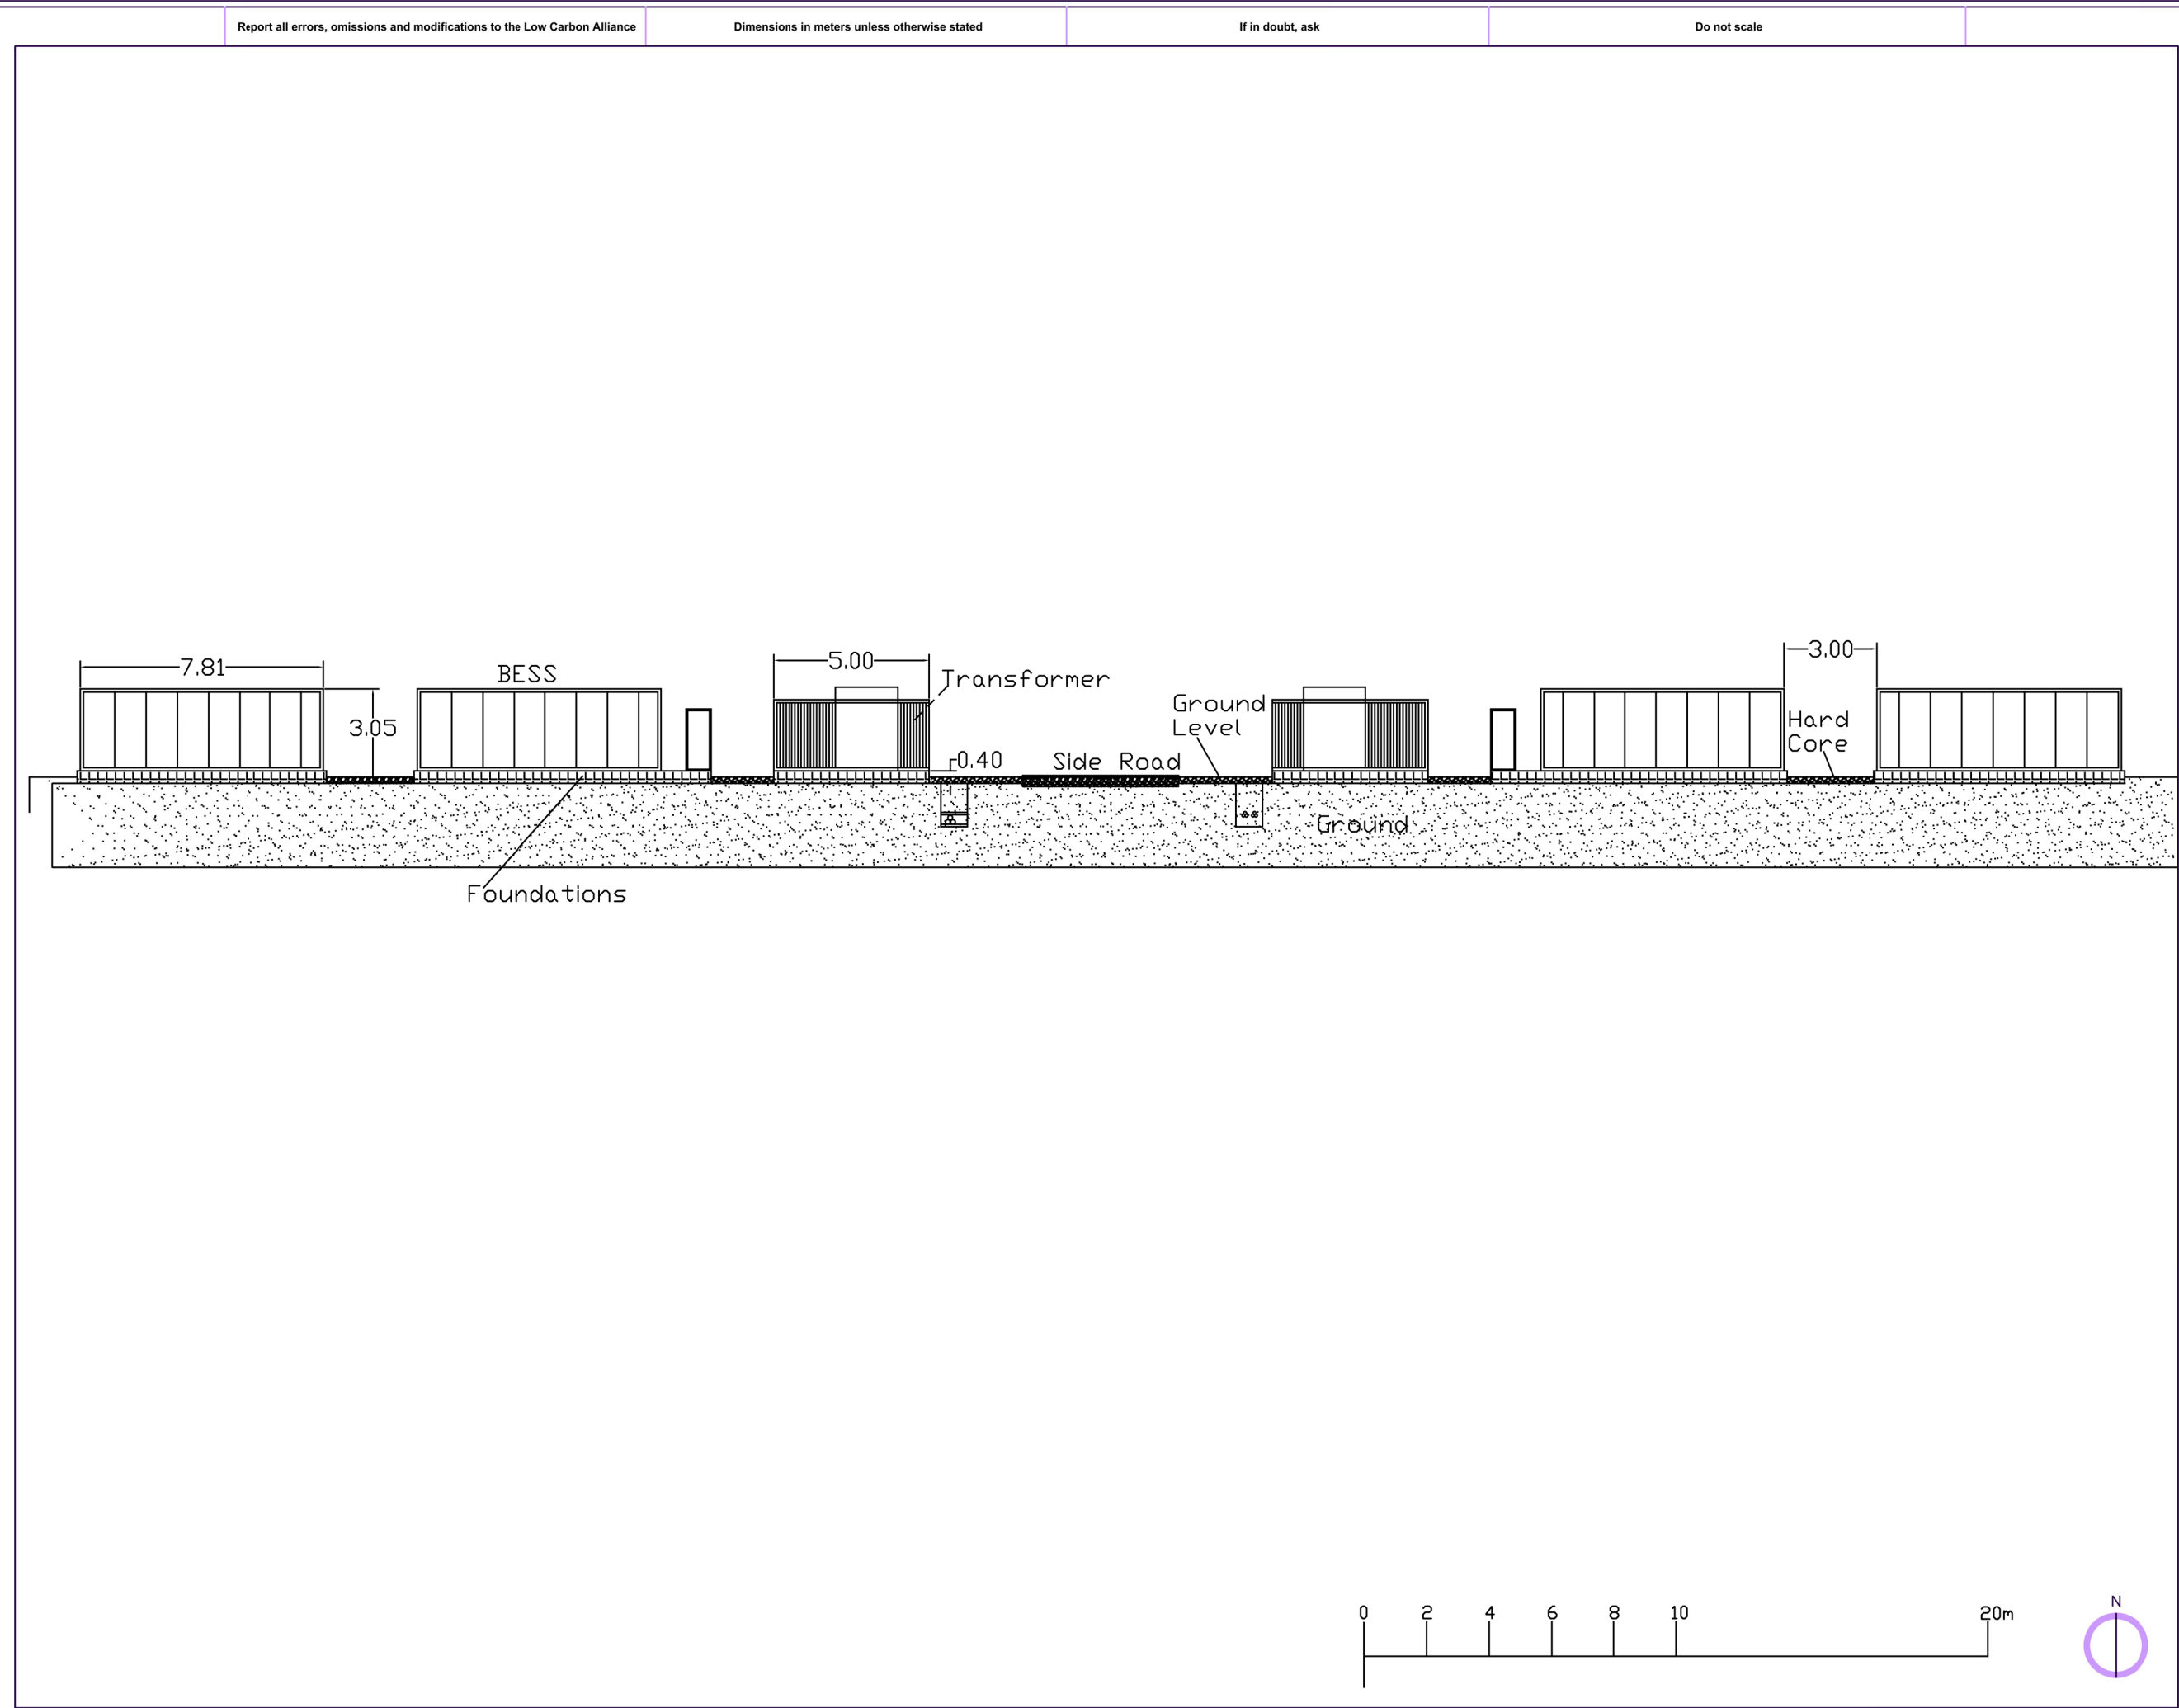 Report all errors, omissions and modifications to the Low Carbon Alliance
Dimensions in meters unless otherwise stated
If in doubt, ask
Do not scale
3.00
5.00
7.81
BESS
Transformer
Ground
Level
3.05
Hard
Core
0.40
Side Road
Ground
Foundations
0 2 4 6 8 10 20m
N